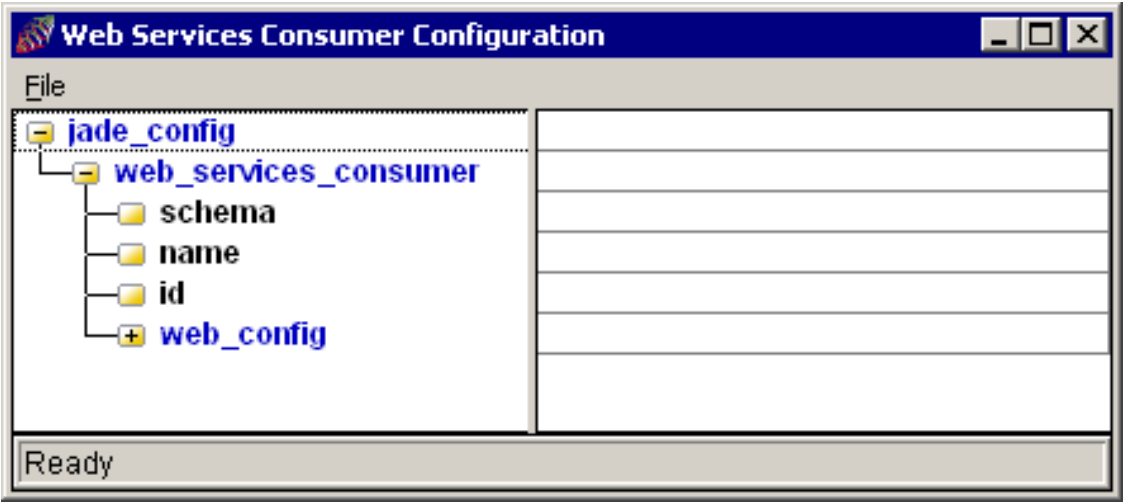 Web Services Consumer Configuration
File
jade_config
web_services_consumer
schema
name
id
web_config
Ready